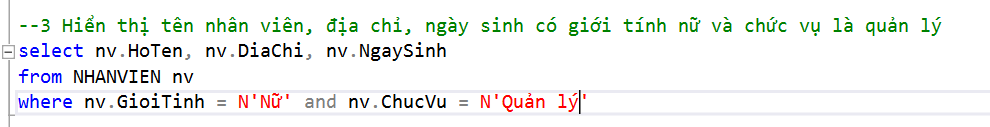 --3 Hiển thị tên nhân viên, địa chỉ, ngày sinh có giới tính nữ và chức vụ là quản lý
select nv.HoTen, nv.DiaChi, nv.NgaySinh
from NHANVIEN nv
where nv.GioiTinh = N'Nữ' and nv.ChucVu = N'Quản lý'